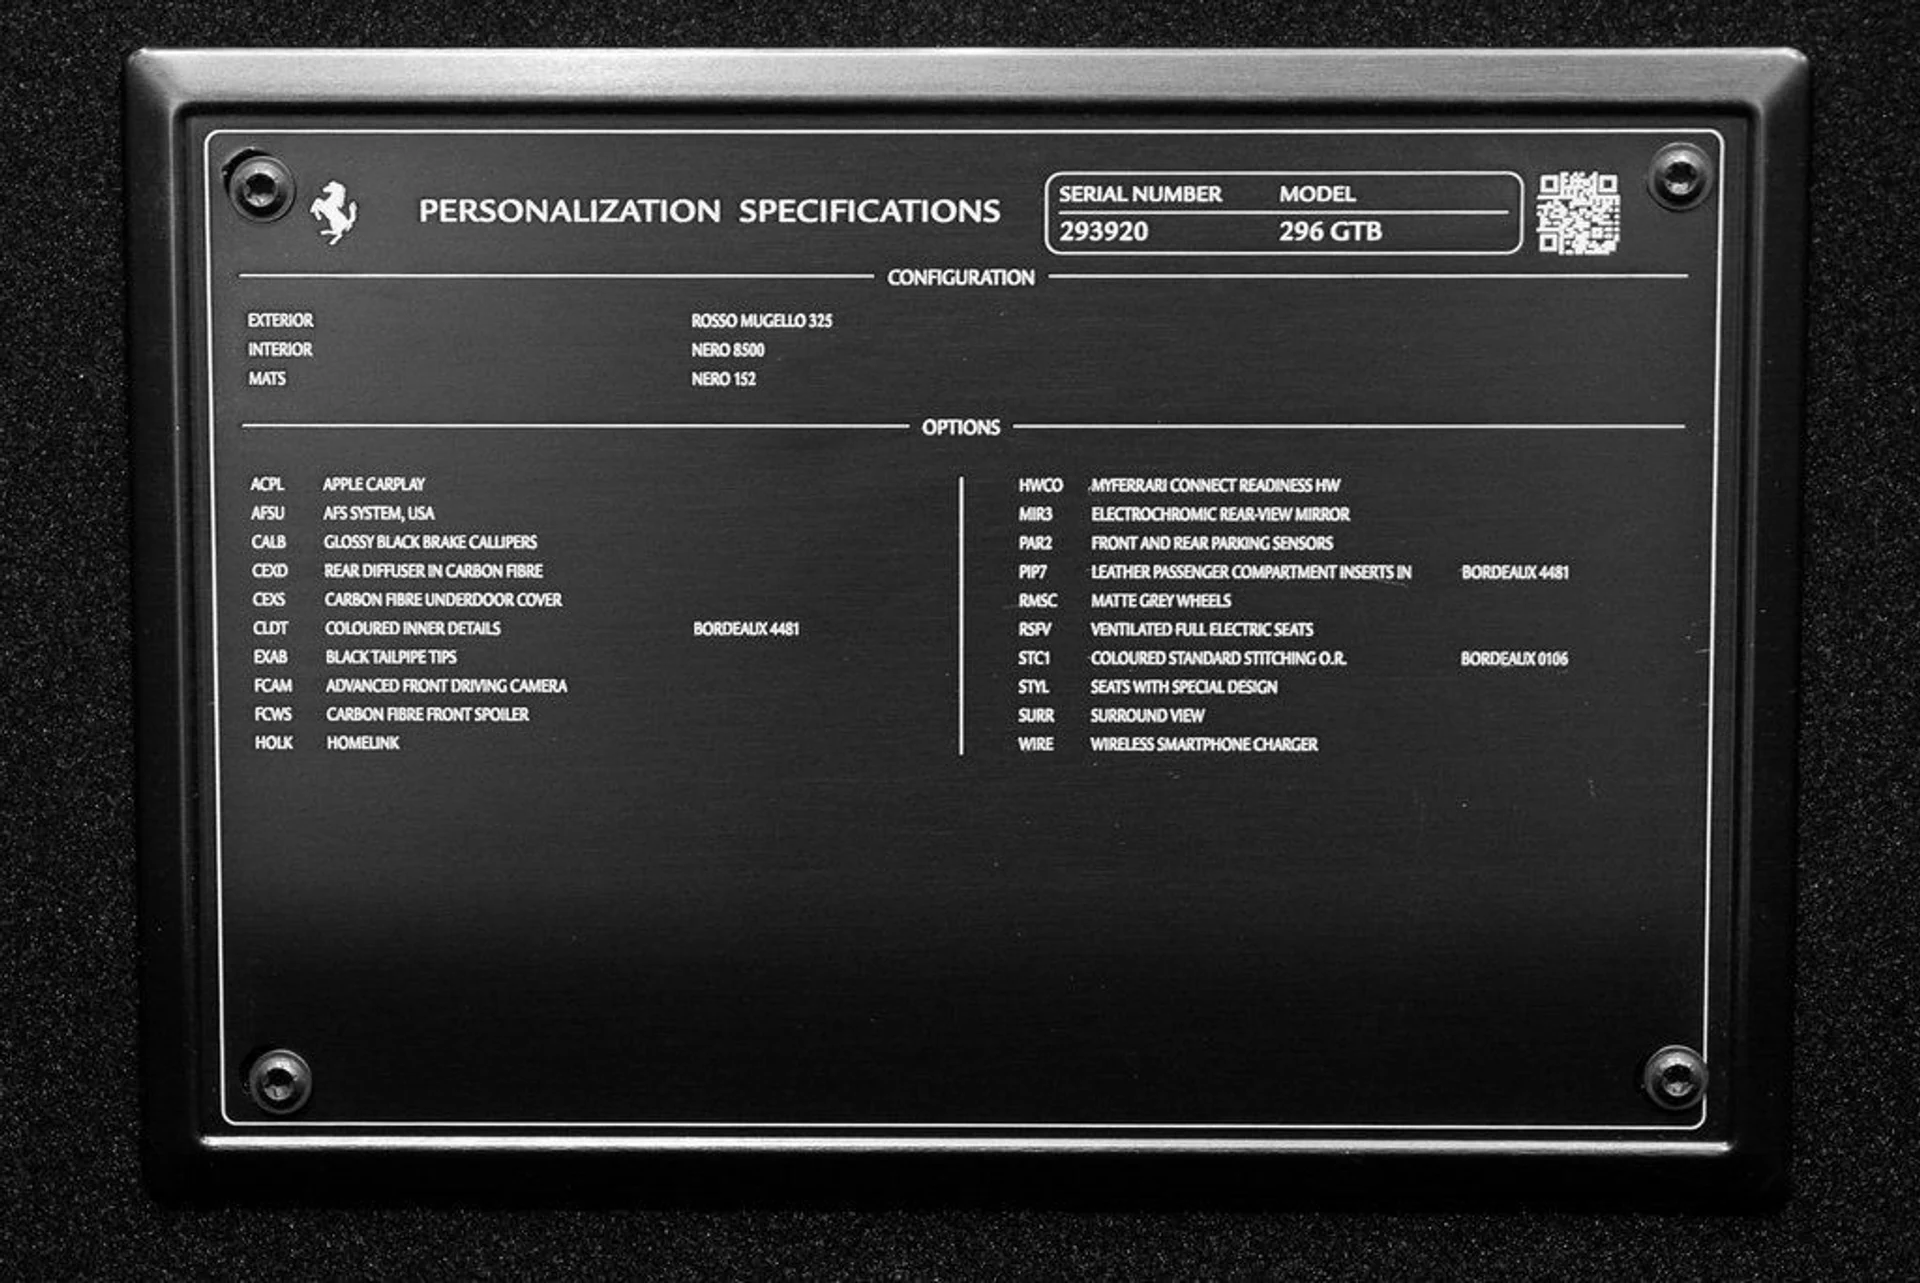 PERSONALIZATION SPECIFICATIONS
SERIAL NUMBER MODEL
293920 296 GTB
CONFIGURATION
EXTERIOR ROSSO MUGELLO 325
INTERIOR NERO 8500
MATS NERO 152
OPTIONS
ACPL APPLE CARPLAY
AFSU AFS SYSTEM, USA
CALB GLOSSY BLACK BRAKE CALLIPERS
CEXD REAR DIFFUSER IN CARBON FIBRE
CEXS CARBON FIBRE UNDERDOOR COVER
CLDT COLOURED INNER DETAILS BORDEAUX 4481
EXAB BLACK TAILPIPE TIPS
FCAM ADVANCED FRONT DRIVING CAMERA
FCWS CARBON FIBRE FRONT SPOILER
HOLK HOMELINK
HWCO MYFERRARI CONNECT READINESS HW
MIR3 ELECTROCHROMIC REAR-VIEW MIRROR
PAR2 FRONT AND REAR PARKING SENSORS
PIP7 LEATHER PASSENGER COMPARTMENT INSERTS IN BORDEAUX 4481
RMSC MATTE GREY WHEELS
RSFV VENTILATED FULL ELECTRIC SEATS
STC1 COLOURED STANDARD STITCHING O.R. BORDEAUX 0106
STYL SEATS WITH SPECIAL DESIGN
SURR SURROUND VIEW
WIRE WIRELESS SMARTPHONE CHARGER